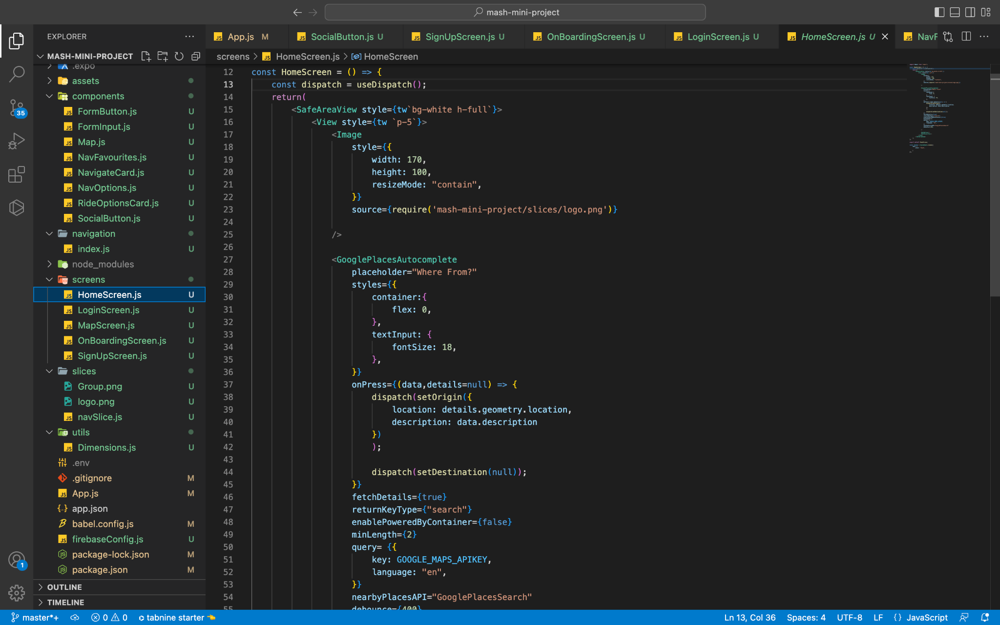 mash-mini-project
EXPLORER
MASH-MINI-PROJECT
.expo
assets
components
FormButton.js U
FormInput.js U
Map.js U
NavFavourites.js U
NavigateCard.js U
NavOptions.js U
RideOptionsCard.js U
SocialButton.js U
navigation
index.js U
node_modules
screens
HomeScreen.js U
LoginScreen.js U
MapScreen.js U
OnBoardingScreen.js U
SignUpScreen.js U
slices
Group.png U
logo.png U
navSlice.js U
utils
Dimensions.js U
.env
.gitignore M
App.js M
app.json
babel.config.js M
firebaseConfig.js U
package-lock.json M
package.json M
OUTLINE
TIMELINE
35
1
App.js M
SocialButton.js U
SignUpScreen.js U
OnBoardingScreen.js U
LoginScreen.js U
HomeScreen.js U
NavF
screens > HomeScreen.js > HomeScreen
12 const HomeScreen = () => {
13 const dispatch = useDispatch();
14 return(
15 <SafeAreaView style={tw`bg-white h-full`}>
16 <View style={tw `p-5`}>
17 <Image
18 style={{
19 width: 170,
20 height: 100,
21 resizeMode: "contain",
22 }}
23 source={require('mash-mini-project/slices/logo.png')}
24
25 />
26
27 <GooglePlacesAutocomplete
28 placeholder="Where From?"
29 styles={{
30 container:{
31 flex: 0,
32 },
33 textInput: {
34 fontSize: 18,
35 },
36 }}
37 onPress={(data,details=null) => {
38 dispatch(setOrigin({
39 location: details.geometry.location,
40 description: data.description
41 })
42 );
43
44 dispatch(setDestination(null));
45 }}
46 fetchDetails={true}
47 returnKeyType={"search"}
48 enablePoweredByContainer={false}
49 minLength={2}
50 query= {{
51 key: GOOGLE_MAPS_APIKEY,
52 language: "en",
53 }}
54 nearbyPlacesAPI="GooglePlacesSearch"
55 debounce={400}
master*+ 0 0 tabnine starter
Ln 13, Col 36 Spaces: 4 UTF-8 LF {} JavaScript